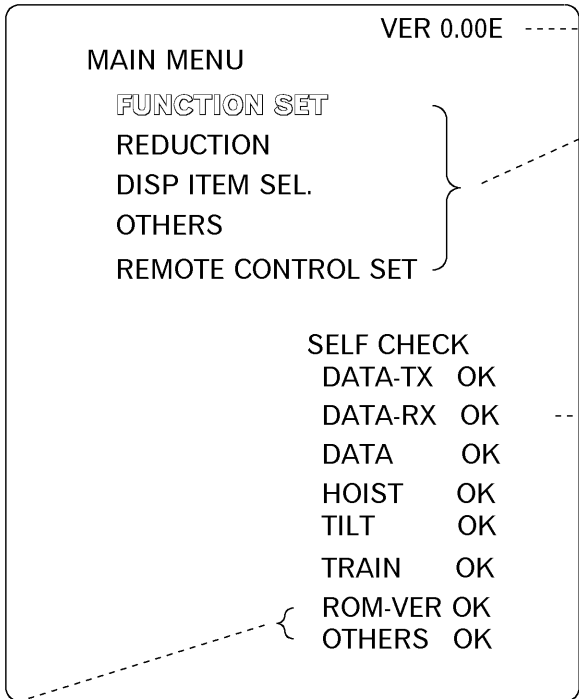 VER 0.00E
MAIN MENU
FUNCTION SET
REDUCTION
DISP ITEM SEL.
OTHERS
REMOTE CONTROL SET
SELF CHECK
DATA-TX OK
DATA-RX OK
DATA OK
HOIST OK
TILT OK
TRAIN OK
ROM-VER OK
OTHERS OK